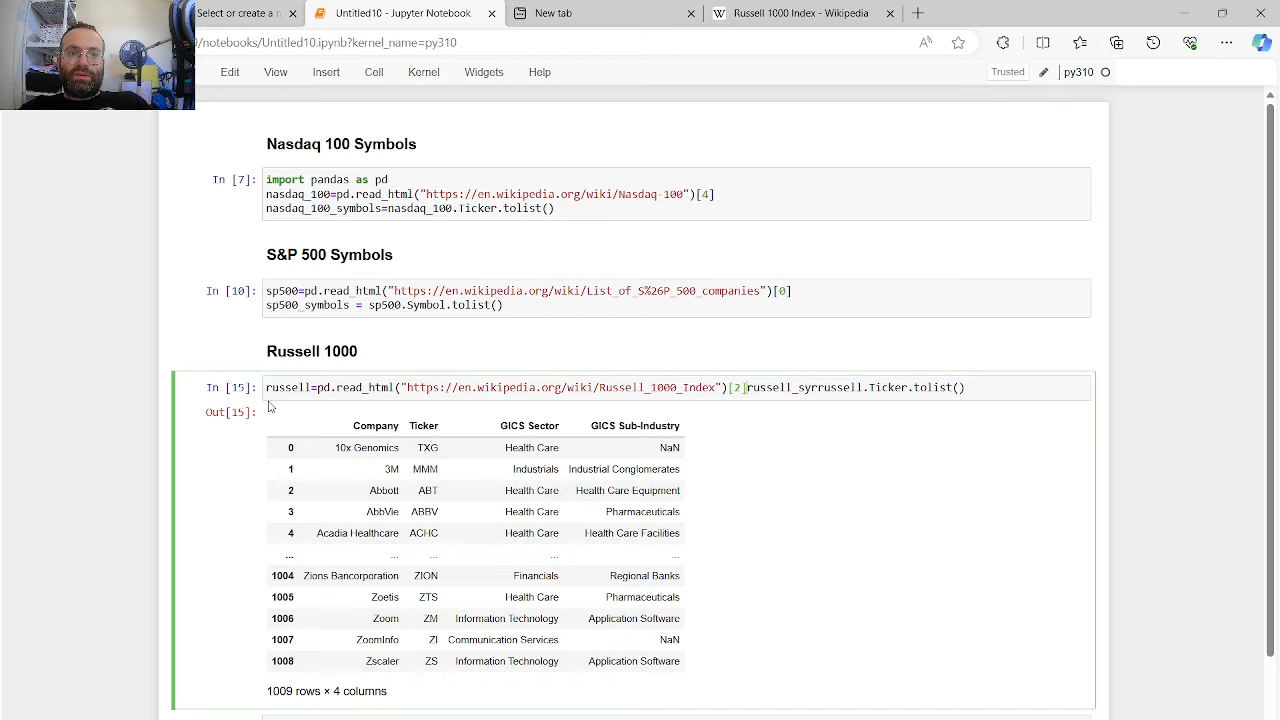 Select or create a n
Untitled10 - Jupyter Notebook
New tab
W Russell 1000 Index - Wikipedia
/notebooks/Untitled10.ipynb?kernel_name=py310
Edit View Insert Cell Kernel Widgets Help
Trusted py310
Nasdaq 100 Symbols
In [7]: import pandas as pd
nasdaq_100=pd.read_html("https://en.wikipedia.org/wiki/Nasdaq-100")[4]
nasdaq_100_symbols=nasdaq_100.Ticker.tolist()
S&P 500 Symbols
In [10]: sp500=pd.read_html("https://en.wikipedia.org/wiki/List_of_S%26P_500_companies")[0]
sp500_symbols = sp500.Symbol.tolist()
Russell 1000
In [15]: russell=pd.read_html("https://en.wikipedia.org/wiki/Russell_1000_Index")[2]russell_syrrussell.Ticker.tolist()
Out[15]:
Company Ticker GICS Sector GICS Sub-Industry
0 10x Genomics TXG Health Care NaN
1 3M MMM Industrials Industrial Conglomerates
2 Abbott ABT Health Care Health Care Equipment
3 AbbVie ABBV Health Care Pharmaceuticals
4 Acadia Healthcare ACHC Health Care Health Care Facilities
... ... ... ... ...
1004 Zions Bancorporation ZION Financials Regional Banks
1005 Zoetis ZTS Health Care Pharmaceuticals
1006 Zoom ZM Information Technology Application Software
1007 ZoomInfo ZI Communication Services NaN
1008 Zscaler ZS Information Technology Application Software
1009 rows × 4 columns